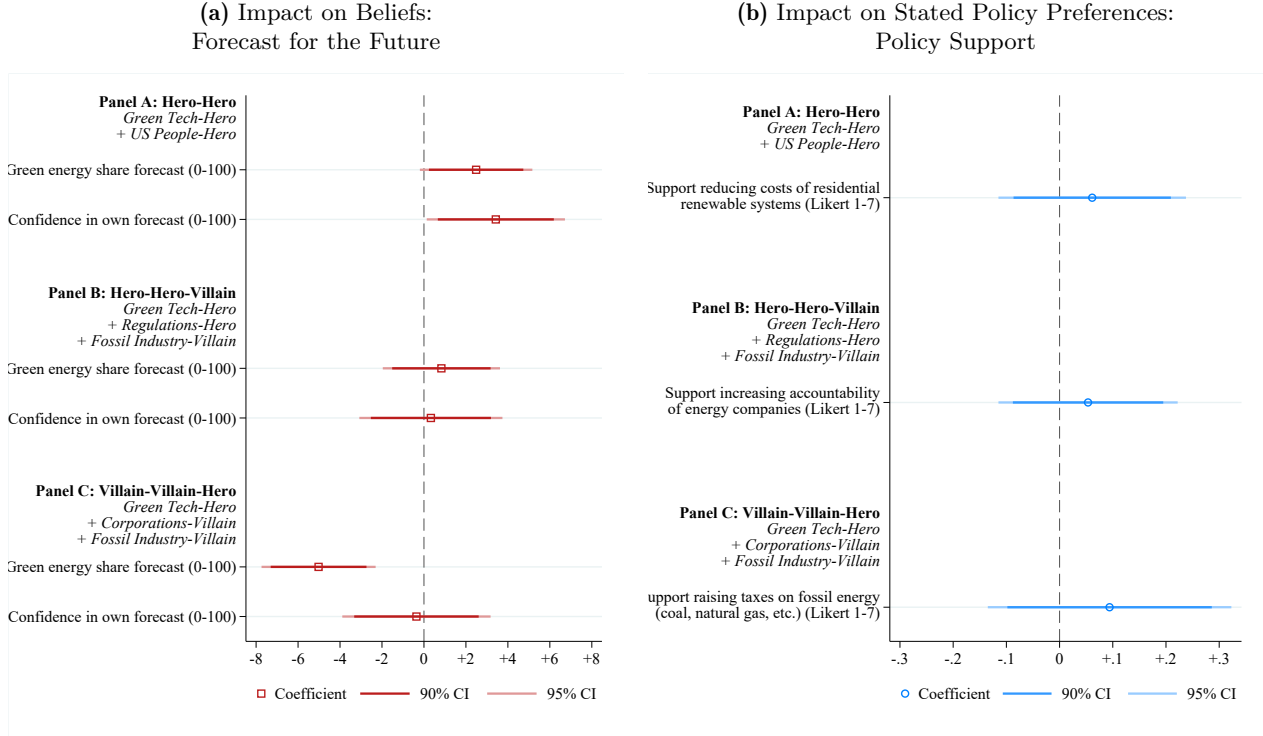 (a) Impact on Beliefs:
Forecast for the Future
Panel A: Hero-Hero
Green Tech-Hero
+ US People-Hero
Green energy share forecast (0-100)
Confidence in own forecast (0-100)
Panel B: Hero-Hero-Villain
Green Tech-Hero
+ Regulations-Hero
+ Fossil Industry-Villain
Green energy share forecast (0-100)
Confidence in own forecast (0-100)
Panel C: Villain-Villain-Hero
Green Tech-Hero
+ Corporations-Villain
+ Fossil Industry-Villain
Green energy share forecast (0-100)
Confidence in own forecast (0-100)
-8 -6 -4 -2 0 +2 +4 +6 +8
Coefficient 90% CI 95% CI
(b) Impact on Stated Policy Preferences:
Policy Support
Panel A: Hero-Hero
Green Tech-Hero
+ US People-Hero
Support reducing costs of residential
renewable systems (Likert 1-7)
Panel B: Hero-Hero-Villain
Green Tech-Hero
+ Regulations-Hero
+ Fossil Industry-Villain
Support increasing accountability
of energy companies (Likert 1-7)
Panel C: Villain-Villain-Hero
Green Tech-Hero
+ Corporations-Villain
+ Fossil Industry-Villain
upport raising taxes on fossil energy
(coal, natural gas, etc.) (Likert 1-7)
-.3 -.2 -.1 0 +.1 +.2 +.3
Coefficient 90% CI 95% CI